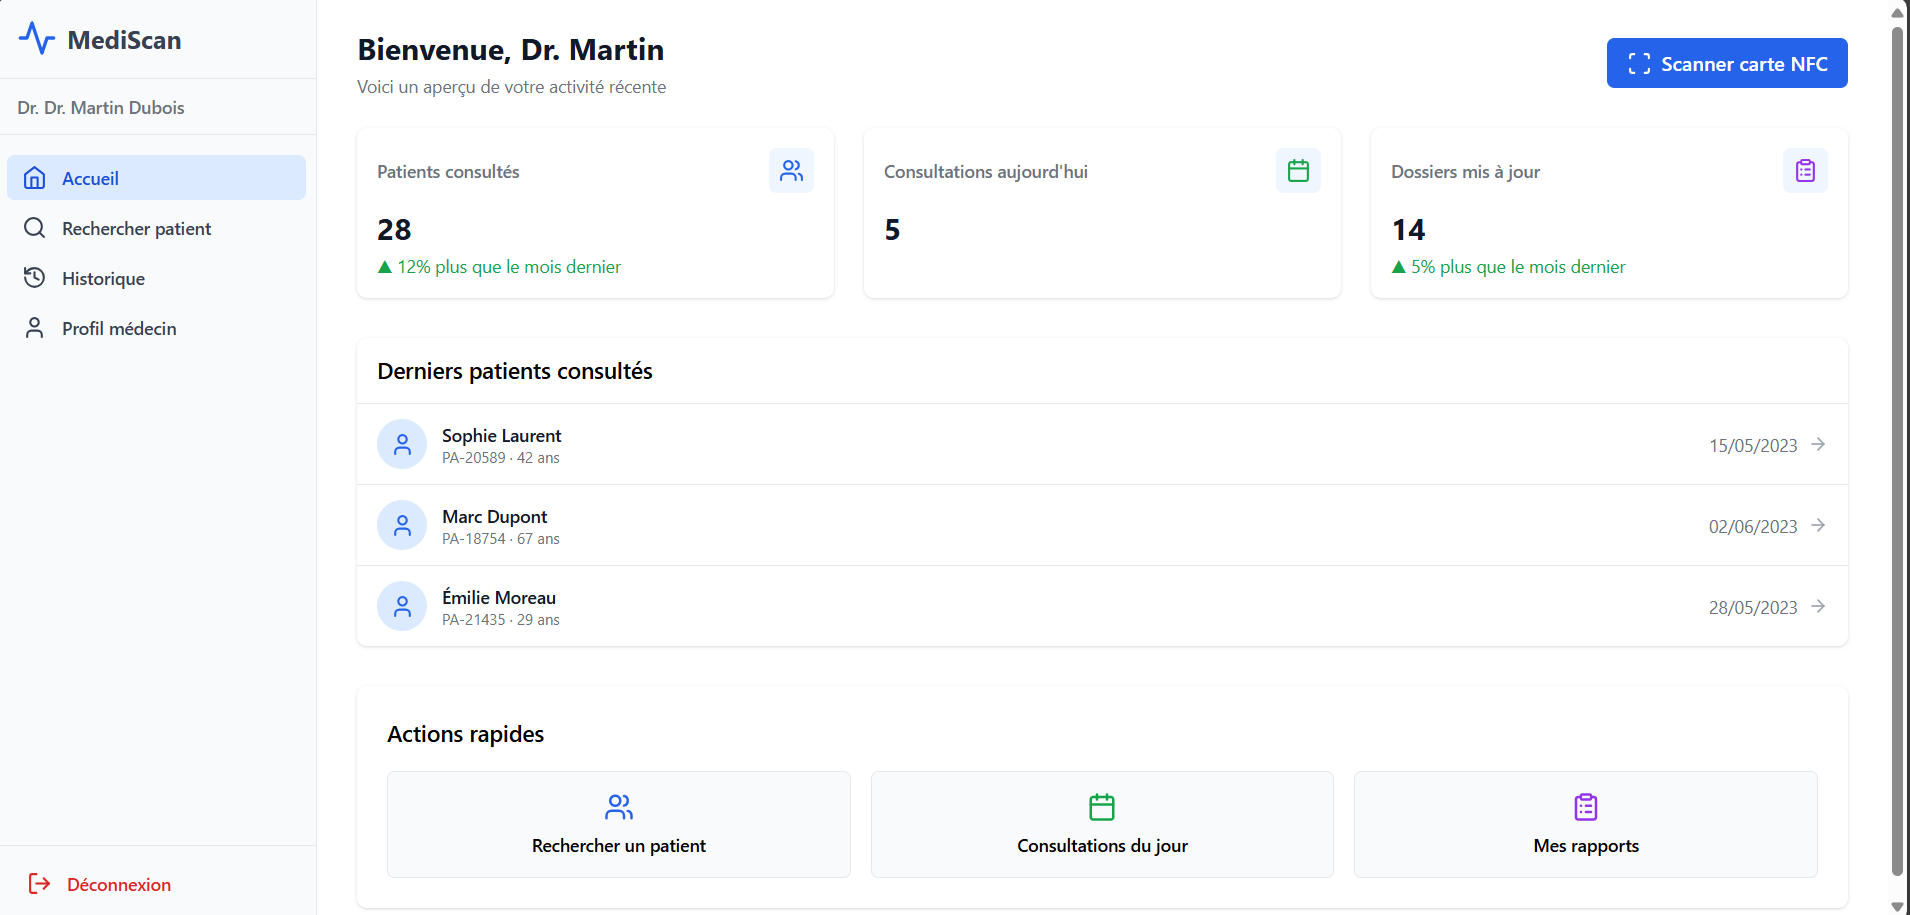 MediScan
Dr. Dr. Martin Dubois
Accueil
Rechercher patient
Historique
Profil médecin
Déconnexion
Bienvenue, Dr. Martin
Voici un aperçu de votre activité récente
Scanner carte NFC
Patients consultés
28
▲ 12% plus que le mois dernier
Consultations aujourd'hui
5
Dossiers mis à jour
14
▲ 5% plus que le mois dernier
Derniers patients consultés
Sophie Laurent
PA-20589 · 42 ans
15/05/2023
Marc Dupont
PA-18754 · 67 ans
02/06/2023
Émilie Moreau
PA-21435 · 29 ans
28/05/2023
Actions rapides
Rechercher un patient
Consultations du jour
Mes rapports